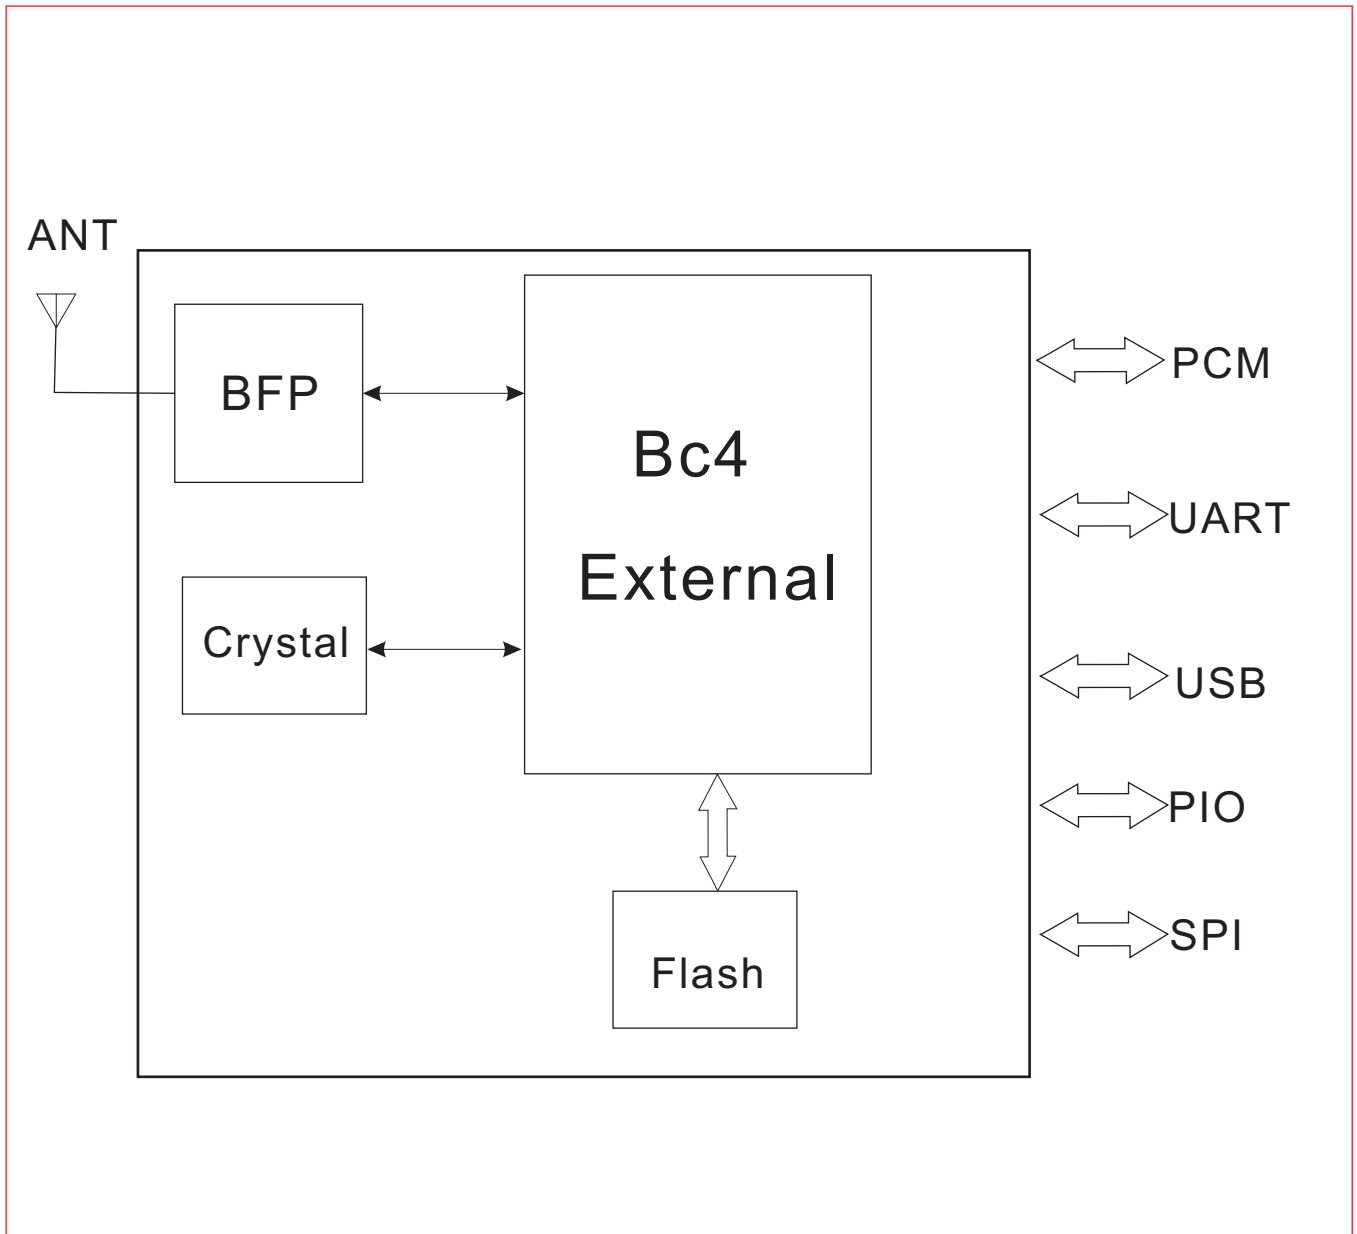 ANT
BFP
Bc4
External
Crystal
Flash
PCM
UART
USB
PIO
SPI